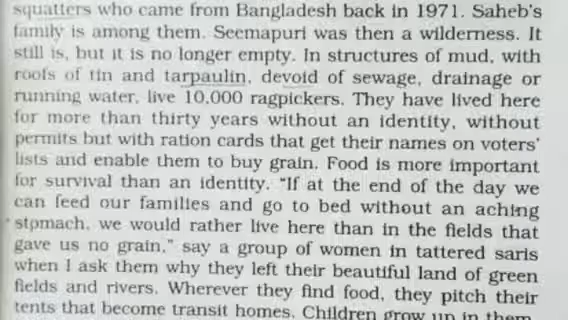 squatters who came from Bangladesh back in 1971. Saheb's
family is among them. Seemapuri was then a wilderness. It
still is, but it is no longer empty. In structures of mud, with
roofs of tin and tarpaulin, devoid of sewage, drainage or
running water, live 10,000 ragpickers. They have lived here
for more than thirty years without an identity, without
permits but with ration cards that get their names on voters'
lists and enable them to buy grain. Food is more important
for survival than an identity. “If at the end of the day we
can feed our families and go to bed without an aching
stomach, we would rather live here than in the fields that
gave us no grain,” say a group of women in tattered saris
when I ask them why they left their beautiful land of green
fields and rivers. Wherever they find food, they pitch their
tents that become transit homes. Children grow up in them,